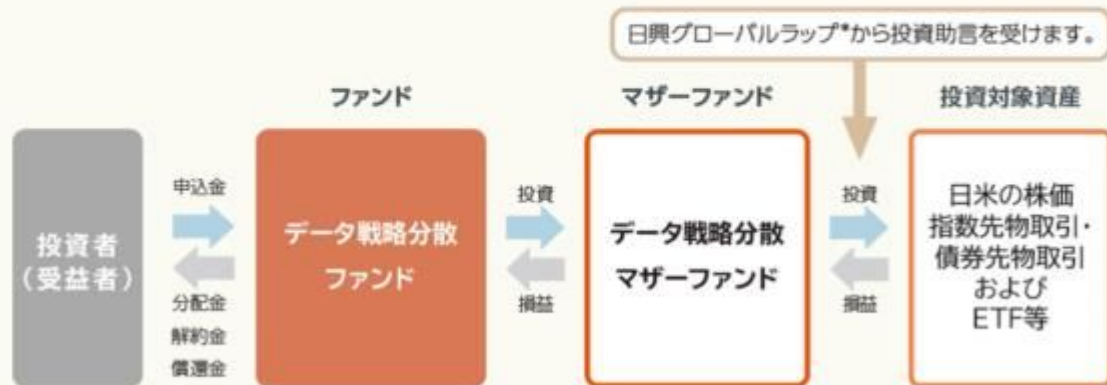 日興グローバルラップ*から投資助言を受けます。
ファンド
マザーファンド
投資対象資産
投資者
(受益者)
申込金
分配金
解約金
償還金
データ戦略分散
ファンド
投資
損益
データ戦略分散
マザーファンド
投資
損益
日米の株価
指数先物取引・
債券先物取引
および
ETF等